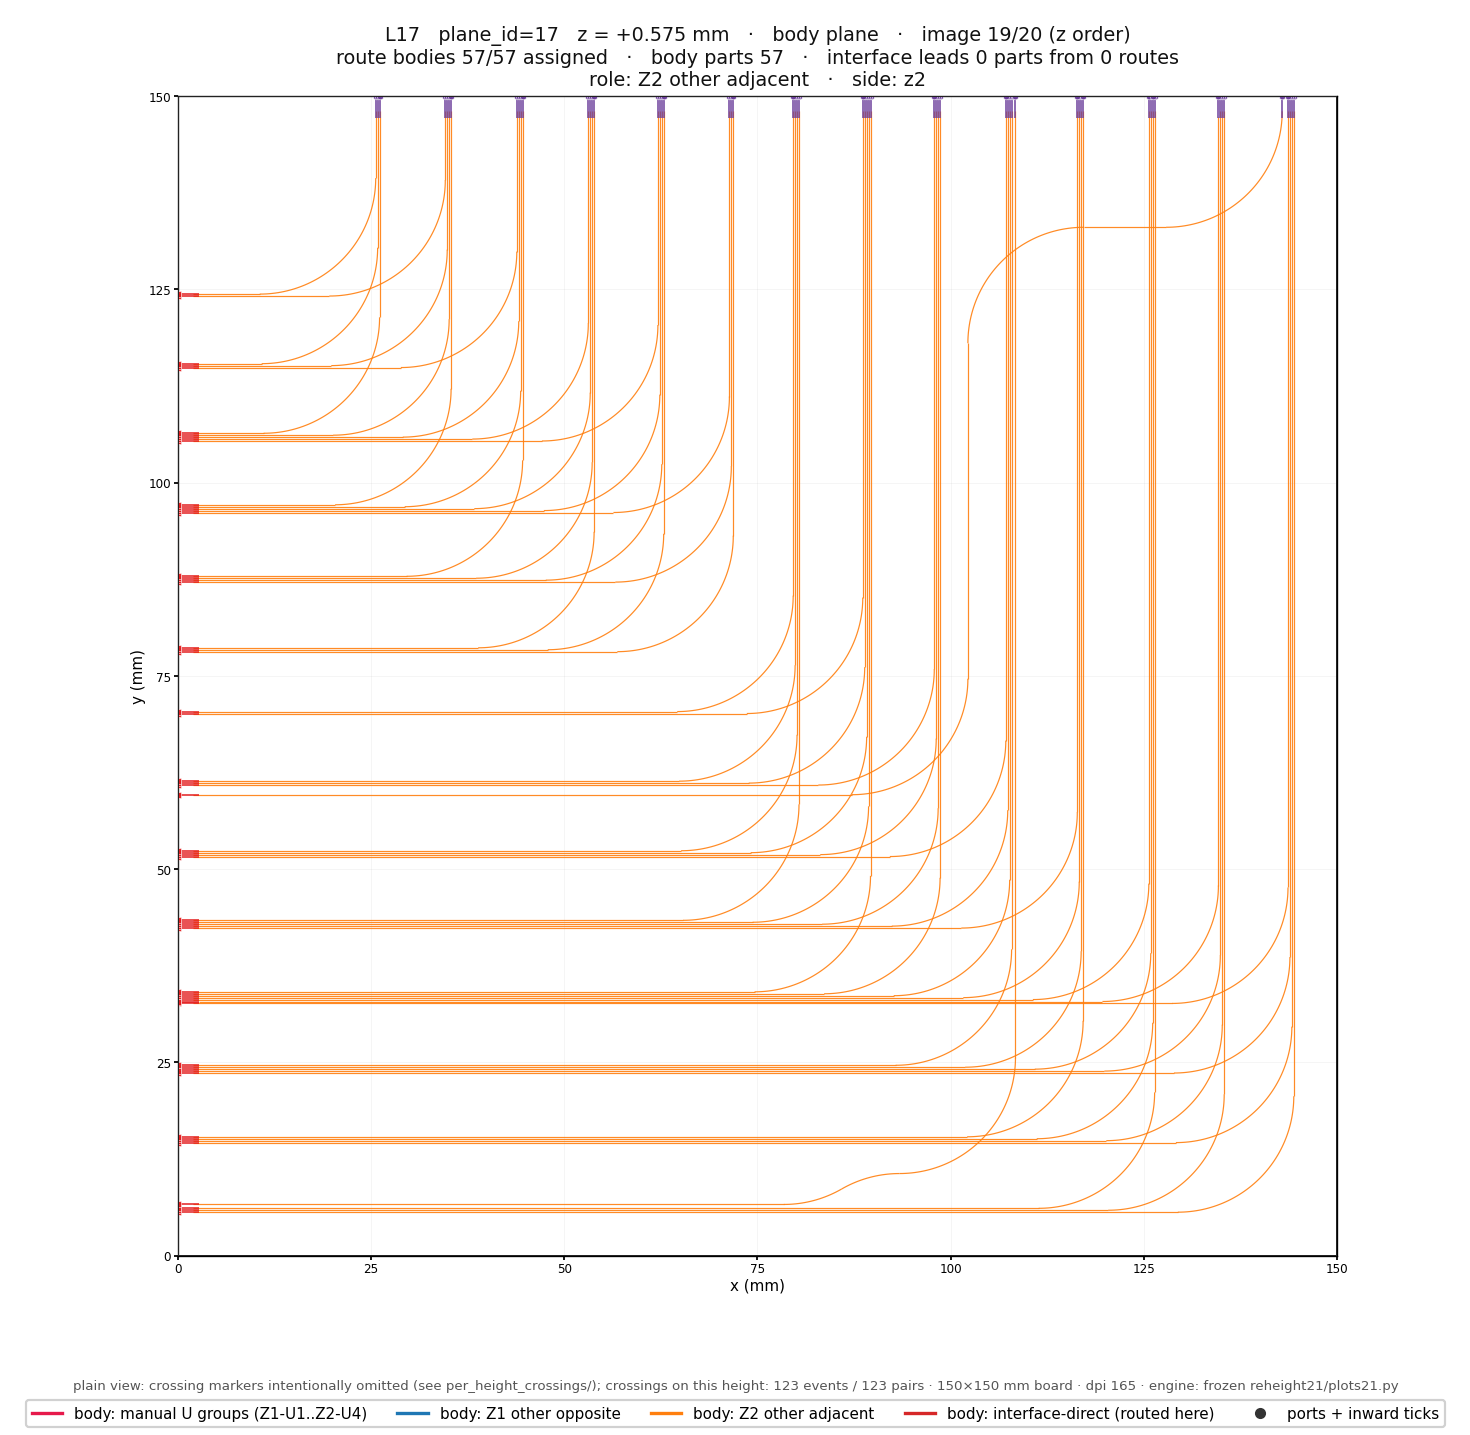 L17   plane_id=17   z = +0.575 mm   ·   body plane   ·   image 19/20 (z order)
route bodies 57/57 assigned   ·   body parts 57   ·   interface leads 0 parts from 0 routes
role: Z2 other adjacent   ·   side: z2
150
125
100
75
50
25
0
y (mm)
0 25 50 75 100 125 150
x (mm)
plain view: crossing markers intentionally omitted (see per_height_crossings/); crossings on this height: 123 events / 123 pairs · 150×150 mm board · dpi 165 · engine: frozen reheight21/plots21.py
body: manual U groups (Z1-U1..Z2-U4) body: Z1 other opposite body: Z2 other adjacent body: interface-direct (routed here) ports + inward ticks